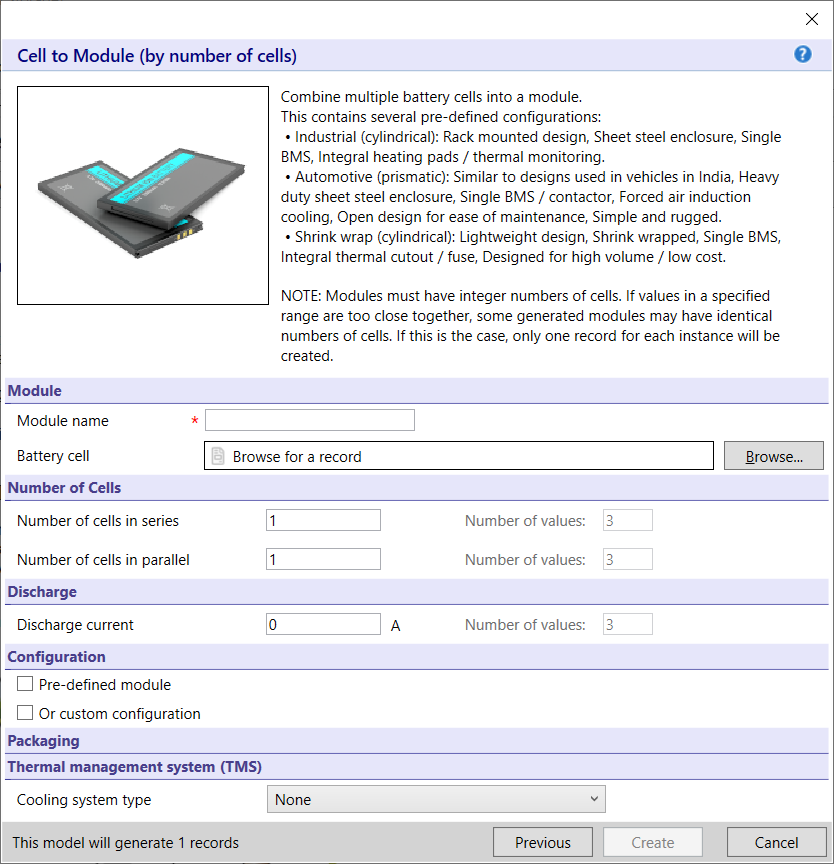 Cell to Module (by number of cells)
?
Combine multiple battery cells into a module.
This contains several pre-defined configurations:
• Industrial (cylindrical): Rack mounted design, Sheet steel enclosure, Single
BMS, Integral heating pads / thermal monitoring.
• Automotive (prismatic): Similar to designs used in vehicles in India, Heavy
duty sheet steel enclosure, Single BMS / contactor, Forced air induction
cooling, Open design for ease of maintenance, Simple and rugged.
• Shrink wrap (cylindrical): Lightweight design, Shrink wrapped, Single BMS,
Integral thermal cutout / fuse, Designed for high volume / low cost.
NOTE: Modules must have integer numbers of cells. If values in a specified
range are too close together, some generated modules may have identical
numbers of cells. If this is the case, only one record for each instance will be
created.
Module
Module name *
Battery cell Browse for a record Browse...
Number of Cells
Number of cells in series 1 Number of values: 3
Number of cells in parallel 1 Number of values: 3
Discharge
Discharge current 0 A Number of values: 3
Configuration
Pre-defined module
Or custom configuration
Packaging
Thermal management system (TMS)
Cooling system type None
This model will generate 1 records Previous Create Cancel